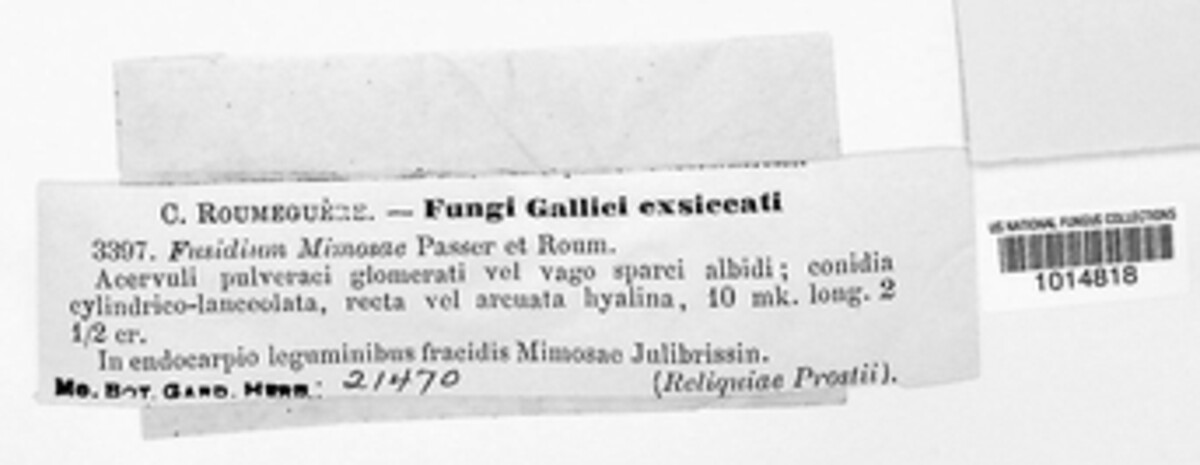 C. ROUMEGUÈRE. — Fungi Gallici exsiccati
3397. Fusidium Mimosae Passer et Roum.
Acervuli pulveraci glomerati vel vago sparci albidi; conidia
cylindrico-lanceolata, recta vel arcuata hyalina, 10 mk. long. 2
1/2 cr.
In endocarpio leguminibus fracidis Mimosae Julibrissin.
(Reliquiae Prostii).
MO. BOT. GARD. HERB.: 21470
US NATIONAL FUNGUS COLLECTIONS
1014818